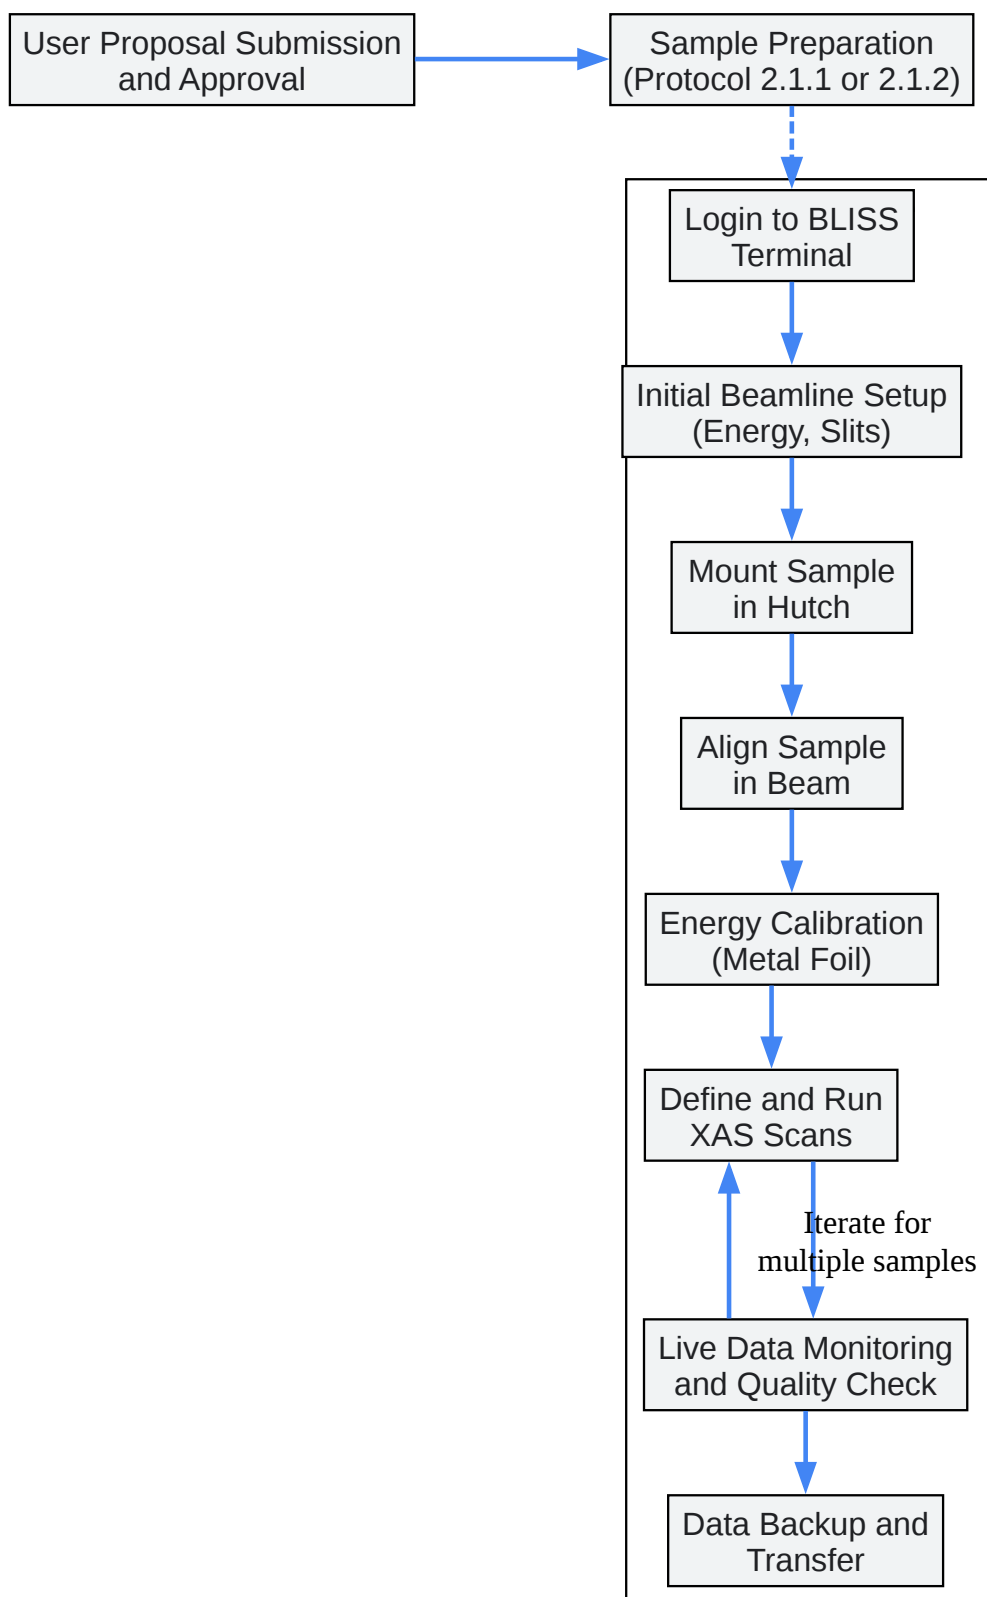 User Proposal Submission
and Approval
Sample Preparation
(Protocol 2.1.1 or 2.1.2)
Login to BLISS
Terminal
Initial Beamline Setup
(Energy, Slits)
Mount Sample
in Hutch
Align Sample
in Beam
Energy Calibration
(Metal Foil)
Define and Run
XAS Scans
Iterate for
multiple samples
Live Data Monitoring
and Quality Check
Data Backup and
Transfer